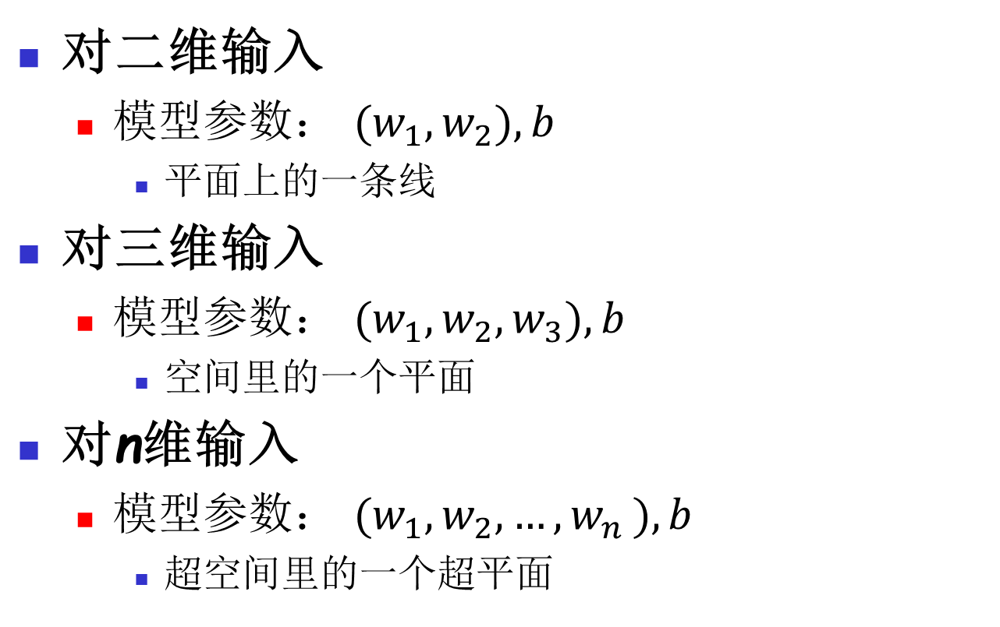 对二维输入
模型参数： (w₁, w₂), b
平面上的一条线
对三维输入
模型参数： (w₁, w₂, w₃), b
空间里的一个平面
对n维输入
模型参数： (w₁, w₂, … , wₙ ), b
超空间里的一个超平面